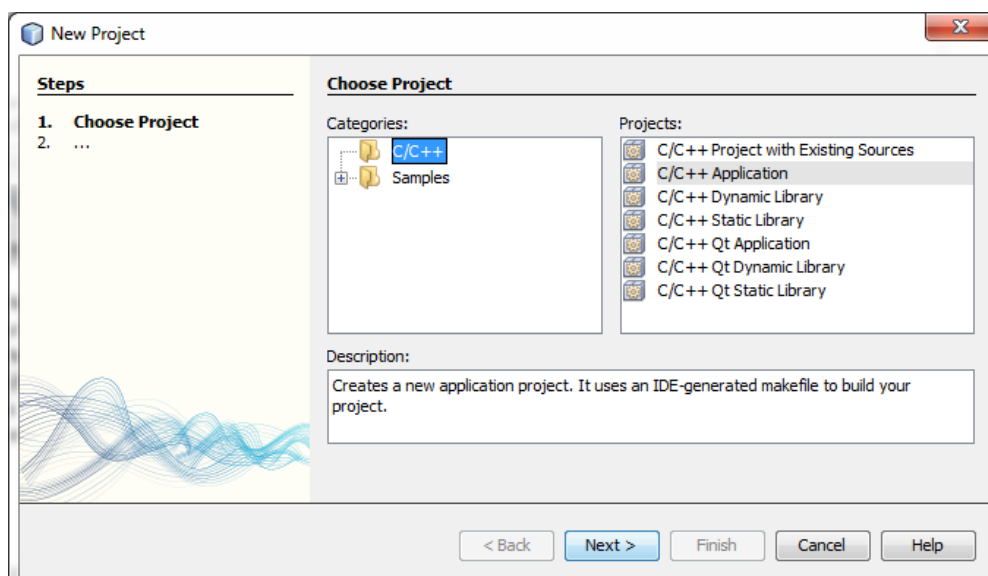 New Project
Steps
1. Choose Project
2. ...
Choose Project
Categories:
C/C++
Samples
Projects:
C/C++ Project with Existing Sources
C/C++ Application
C/C++ Dynamic Library
C/C++ Static Library
C/C++ Qt Application
C/C++ Qt Dynamic Library
C/C++ Qt Static Library
Description:
Creates a new application project. It uses an IDE-generated makefile to build your
project.
< Back Next > Finish Cancel Help